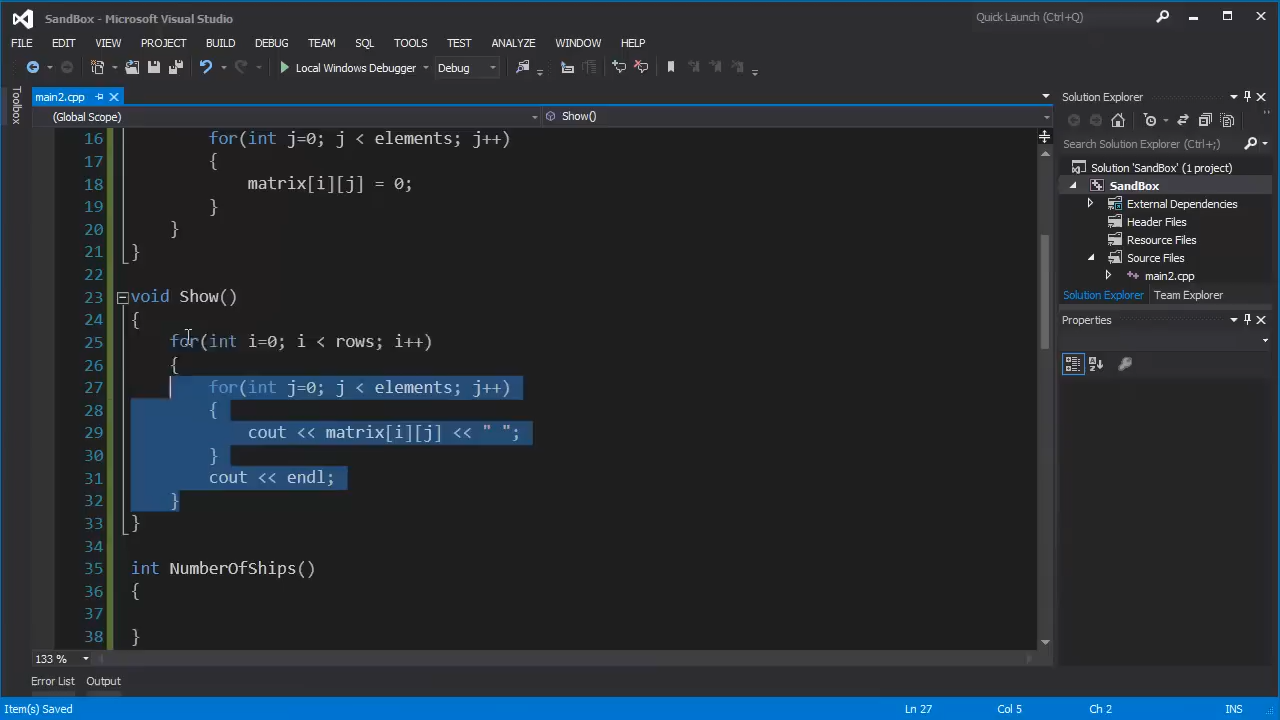 SandBox - Microsoft Visual Studio
Quick Launch (Ctrl+Q)
FILE EDIT VIEW PROJECT BUILD DEBUG TEAM SQL TOOLS TEST ANALYZE WINDOW HELP
Local Windows Debugger Debug
Toolbox
main2.cpp
(Global Scope) Show()
16 for(int j=0; j < elements; j++)
17 {
18 matrix[i][j] = 0;
19 }
20 }
21 }
22
23 void Show()
24 {
25 for(int i=0; i < rows; i++)
26 {
27 for(int j=0; j < elements; j++)
28 {
29 cout << matrix[i][j] << " ";
30 }
31 cout << endl;
32 }
33 }
34
35 int NumberOfShips()
36 {
37
38 }
133 %
Solution Explorer
Search Solution Explorer (Ctrl+;)
Solution 'SandBox' (1 project)
SandBox
External Dependencies
Header Files
Resource Files
Source Files
main2.cpp
Solution Explorer Team Explorer
Properties
Error List Output
Item(s) Saved Ln 27 Col 5 Ch 2 INS